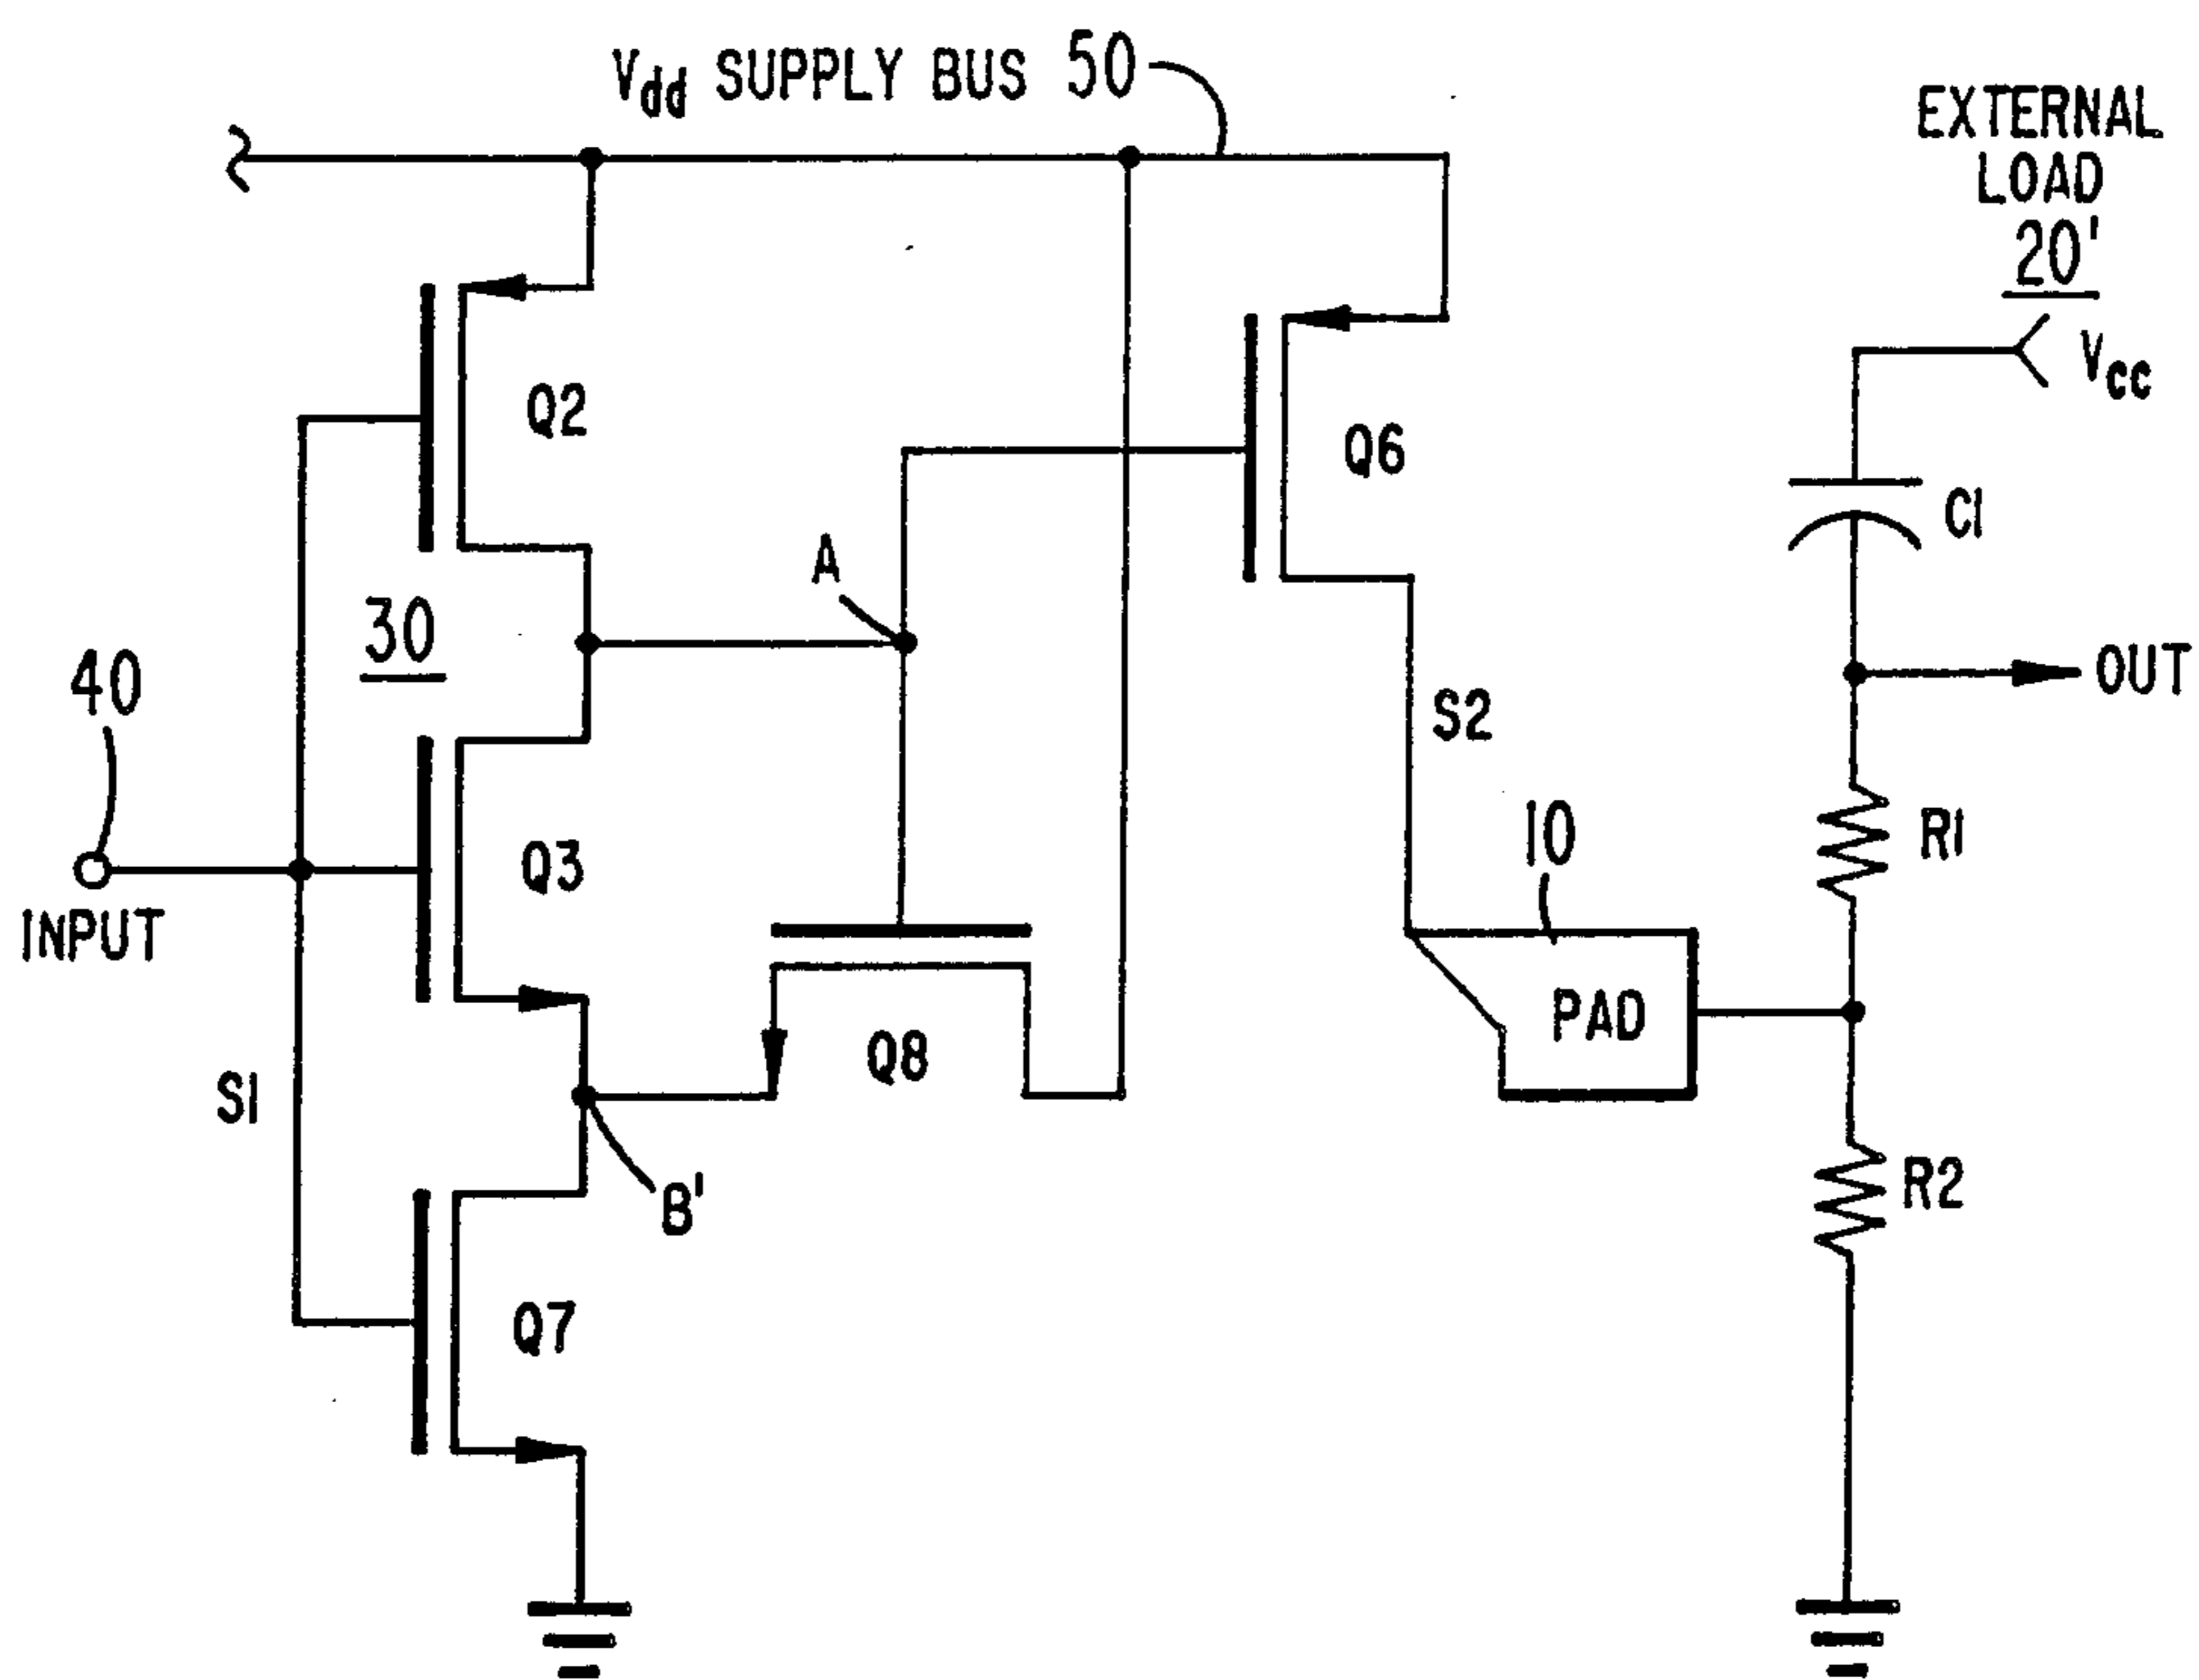 Vdd SUPPLY BUS 50
EXTERNAL
LOAD
20'
Vcc
Q2
Q6
C1
A
30
40
OUT
S2
Q3
10
R1
INPUT
PAD
Q8
S1
B'
R2
Q7